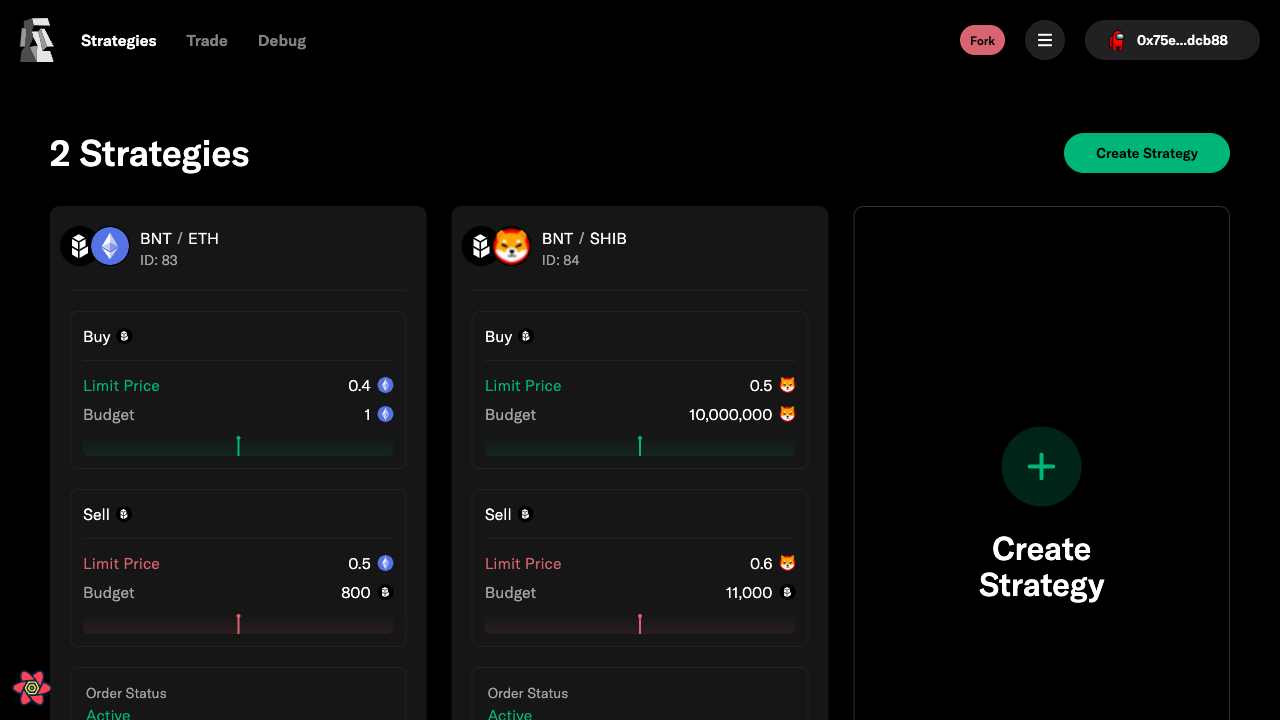 Strategies Trade Debug Fork 0x75e...dcb88
2 Strategies Create Strategy
BNT / ETH
ID: 83
Buy
Limit Price 0.4
Budget 1
Sell
Limit Price 0.5
Budget 800
Order Status
Active
BNT / SHIB
ID: 84
Buy
Limit Price 0.5
Budget 10,000,000
Sell
Limit Price 0.6
Budget 11,000
Order Status
Active
Create
Strategy